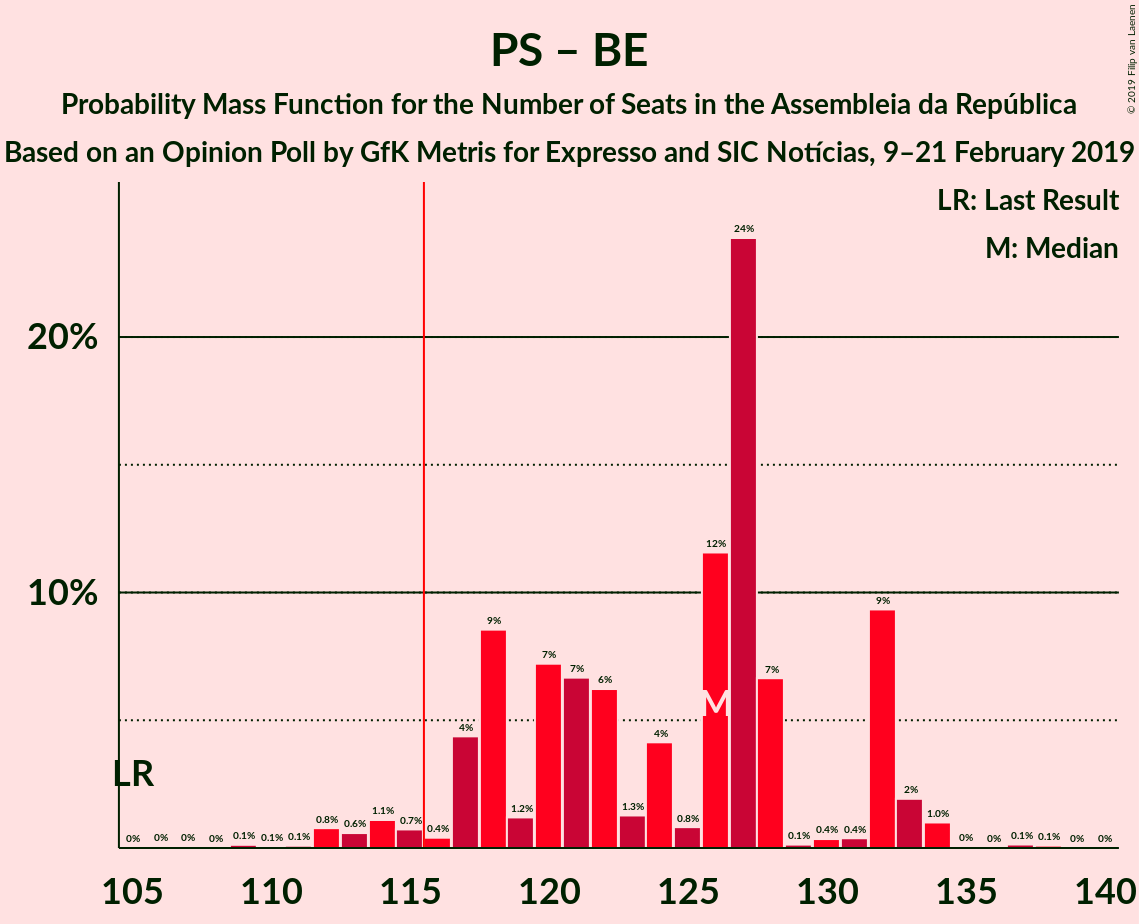 © 2019 Filip van Laenen
PS – BE
Probability Mass Function for the Number of Seats in the Assembleia da República
Based on an Opinion Poll by GfK Metris for Expresso and SIC Notícias, 9–21 February 2019
LR: Last Result
M: Median
20%
10%
LR
M
0% 0% 0% 0% 0.1% 0.1% 0.1% 0.8% 0.6% 1.1% 0.7% 0.4% 4% 9% 1.2% 7% 7% 6% 1.3% 4% 0.8% 12% 24% 7% 0.1% 0.4% 0.4% 9% 2% 1.0% 0% 0% 0.1% 0.1% 0% 0%
105 110 115 120 125 130 135 140